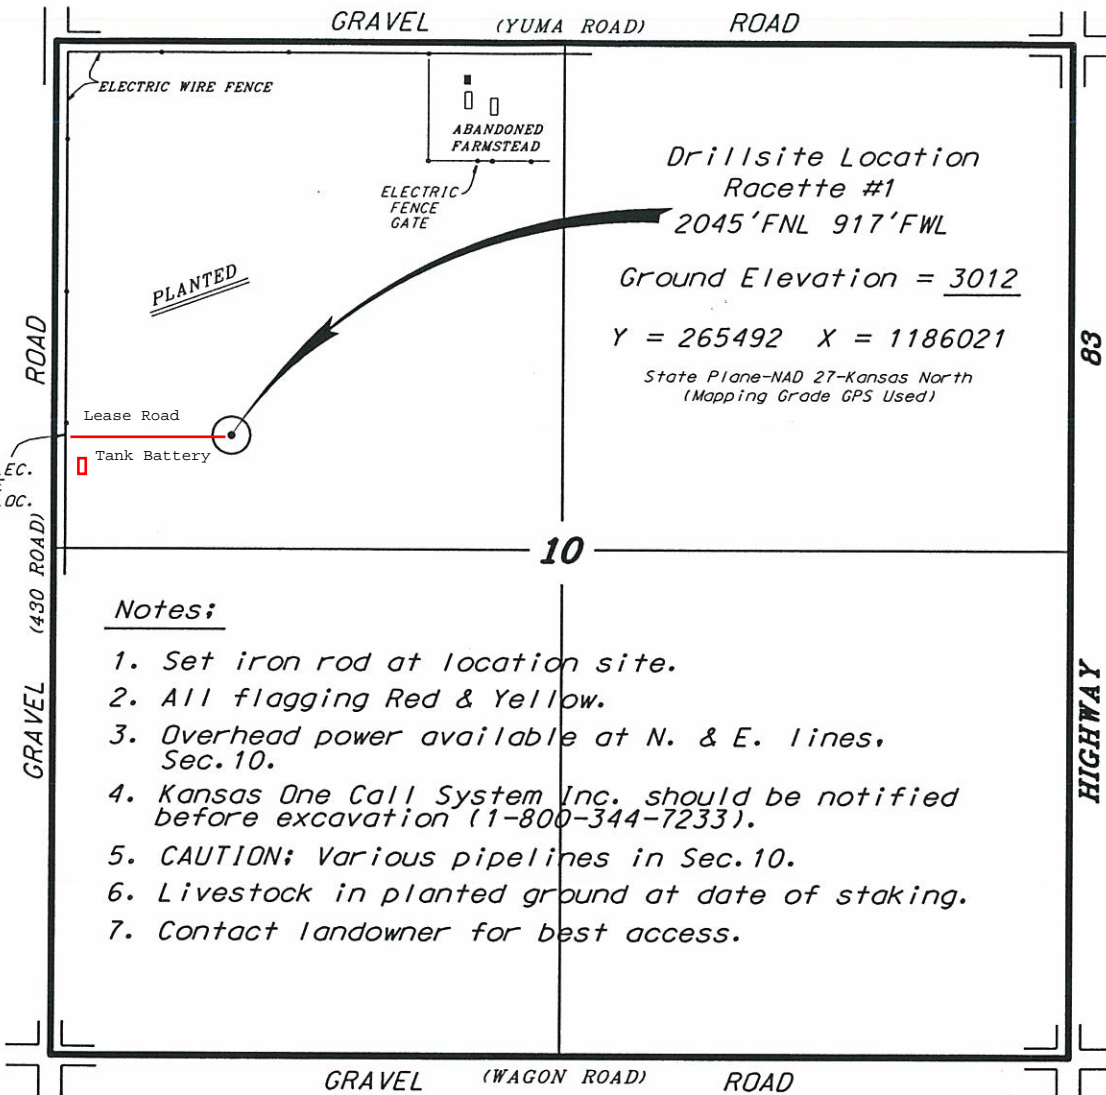 GRAVEL (YUMA ROAD) ROAD
ELECTRIC WIRE FENCE
ABANDONED
FARMSTEAD
ELECTRIC
FENCE
GATE
Drillsite Location
Racette #1
2045'FNL 917'FWL
Ground Elevation = 3012
Y = 265492 X = 1186021
State Plane-NAD 27-Kansas North
(Mapping Grade GPS Used)
PLANTED
Lease Road
Tank Battery
EC.
OC.
GRAVEL (430 ROAD) ROAD
83
HIGHWAY
10
Notes:
1. Set iron rod at location site.
2. All flagging Red & Yellow.
3. Overhead power available at N. & E. lines,
Sec.10.
4. Kansas One Call System Inc. should be notified
before excavation (1-800-344-7233).
5. CAUTION: Various pipelines in Sec.10.
6. Livestock in planted ground at date of staking.
7. Contact landowner for best access.
GRAVEL (WAGON ROAD) ROAD